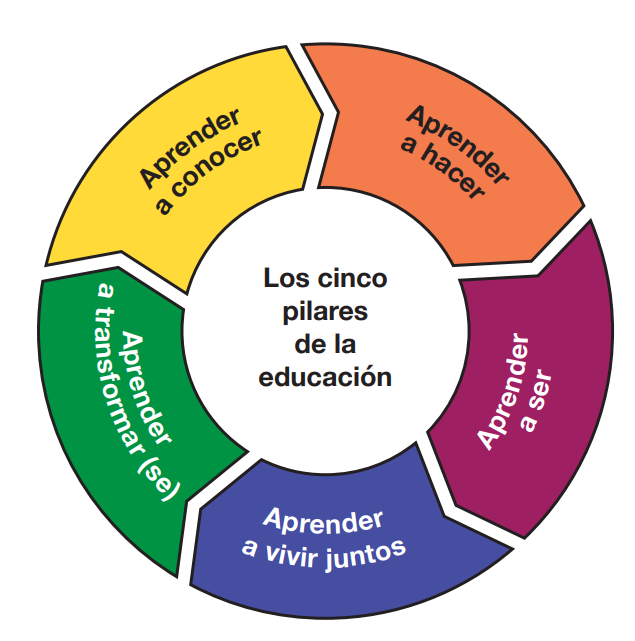 Los cinco
pilares
de la
educación
Aprender
a conocer
Aprender
a hacer
Aprender
a ser
Aprender
a vivir juntos
Aprender
a transformar (se)